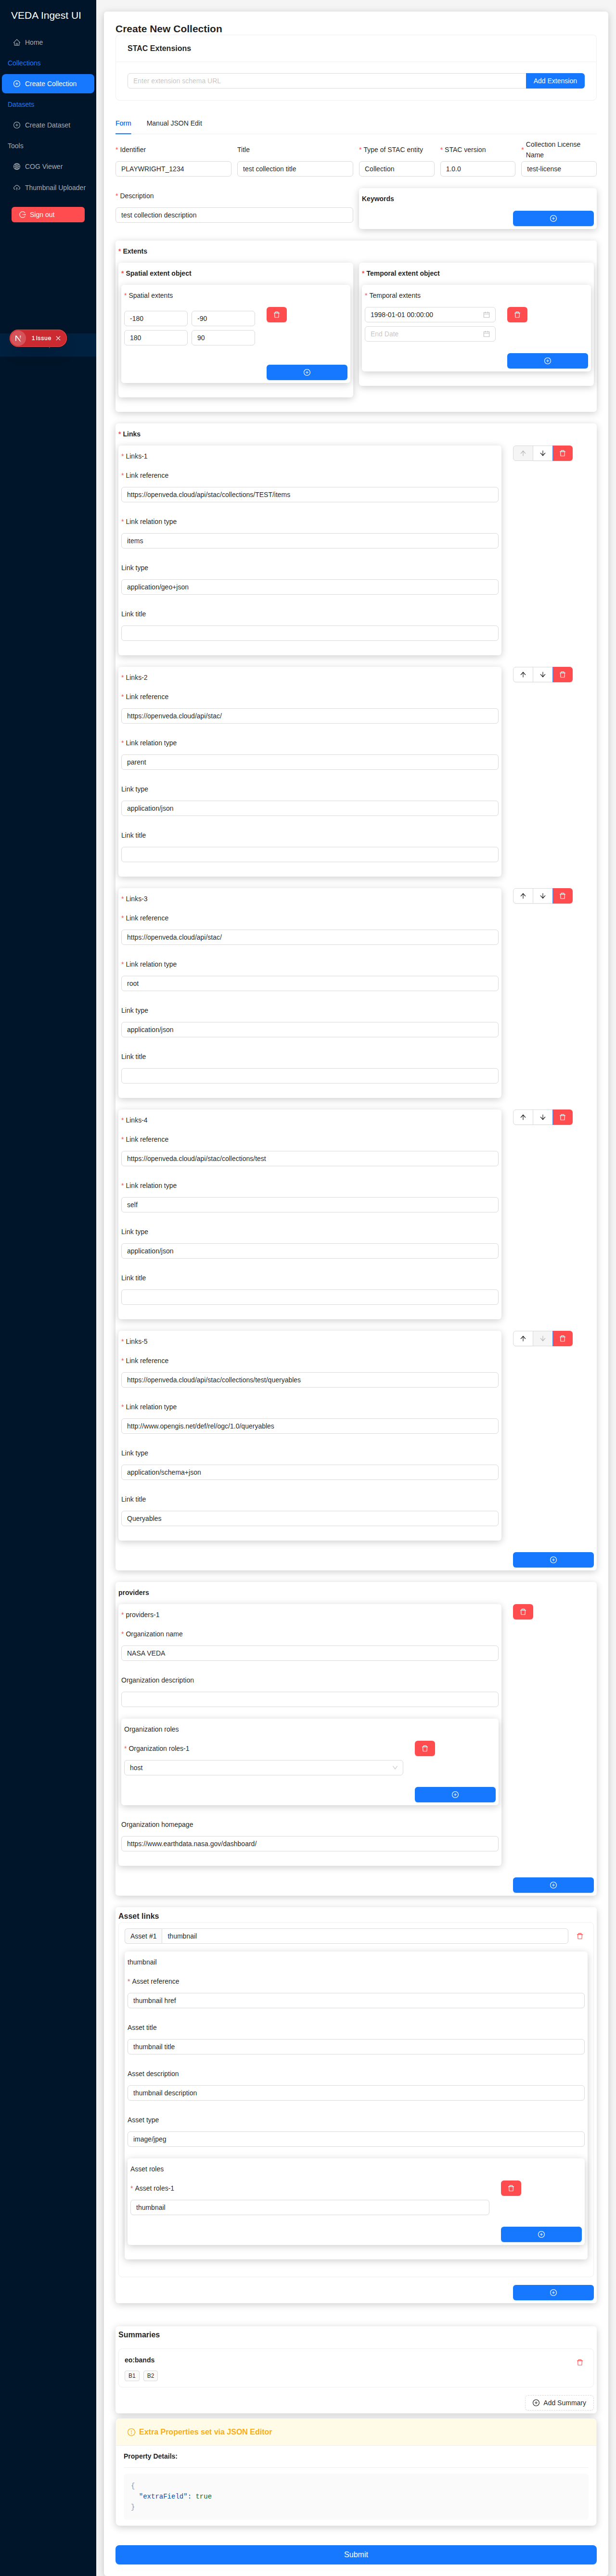 VEDA Ingest UI
Home
Collections
Create Collection
Datasets
Create Dataset
Tools
COG Viewer
Thumbnail Uploader
Sign out
N 1 Issue
Create New Collection
STAC Extensions
Enter extension schema URL Add Extension
Form Manual JSON Edit
* Identifier Title * Type of STAC entity * STAC version * Collection License Name
PLAYWRIGHT_1234 test collection title Collection 1.0.0 test-license
* Description
test collection description
Keywords
* Extents
* Spatial extent object
* Spatial extents
-180 -90
180 90
* Temporal extent object
* Temporal extents
1998-01-01 00:00:00
End Date
* Links
* Links-1
* Link reference
https://openveda.cloud/api/stac/collections/TEST/items
* Link relation type
items
Link type
application/geo+json
Link title
* Links-2
* Link reference
https://openveda.cloud/api/stac/
* Link relation type
parent
Link type
application/json
Link title
* Links-3
* Link reference
https://openveda.cloud/api/stac/
* Link relation type
root
Link type
application/json
Link title
* Links-4
* Link reference
https://openveda.cloud/api/stac/collections/test
* Link relation type
self
Link type
application/json
Link title
* Links-5
* Link reference
https://openveda.cloud/api/stac/collections/test/queryables
* Link relation type
http://www.opengis.net/def/rel/ogc/1.0/queryables
Link type
application/schema+json
Link title
Queryables
providers
* providers-1
* Organization name
NASA VEDA
Organization description
Organization roles
* Organization roles-1
host
Organization homepage
https://www.earthdata.nasa.gov/dashboard/
Asset links
Asset #1 thumbnail
thumbnail
* Asset reference
thumbnail href
Asset title
thumbnail title
Asset description
thumbnail description
Asset type
image/jpeg
Asset roles
* Asset roles-1
thumbnail
Summaries
eo:bands
B1 B2
Add Summary
Extra Properties set via JSON Editor
Property Details:
{
"extraField": true
}
Submit